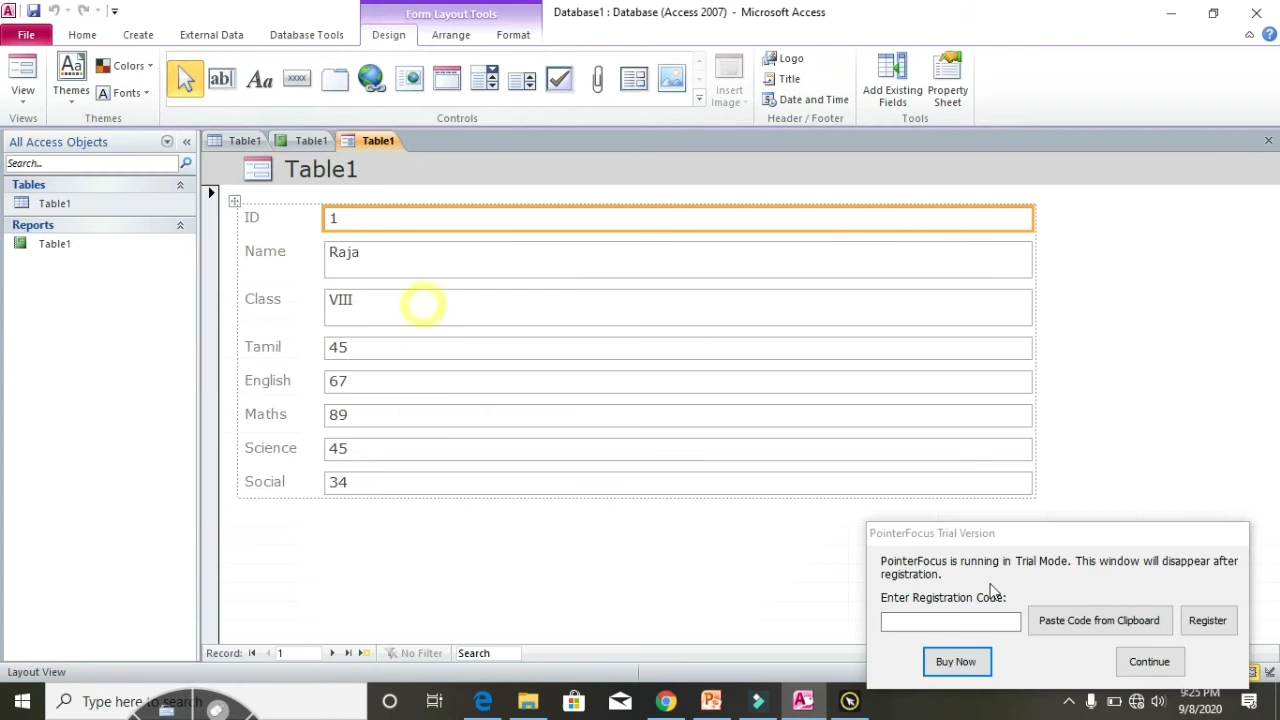 Form Layout Tools
Database1 : Database (Access 2007) - Microsoft Access
File
Home
Create
External Data
Database Tools
Design
Arrange
Format
View
Themes
Colors
Fonts
Aa
ab
Aa
xxxx
Insert
Image
Logo
Title
Date and Time
Add Existing
Fields
Property
Sheet
Views
Themes
Controls
Header / Footer
Tools
All Access Objects
Search...
Tables
Table1
Reports
Table1
Table1
Table1
Table1
Table1
ID
1
Name
Raja
Class
VIII
Tamil
45
English
67
Maths
89
Science
45
Social
34
PointerFocus Trial Version
PointerFocus is running in Trial Mode. This window will disappear after
registration.
Enter Registration Code:
Paste Code from Clipboard
Register
Buy Now
Continue
Record:
1
No Filter
Search
Layout View
Type here to search
9:25 PM
9/8/2020